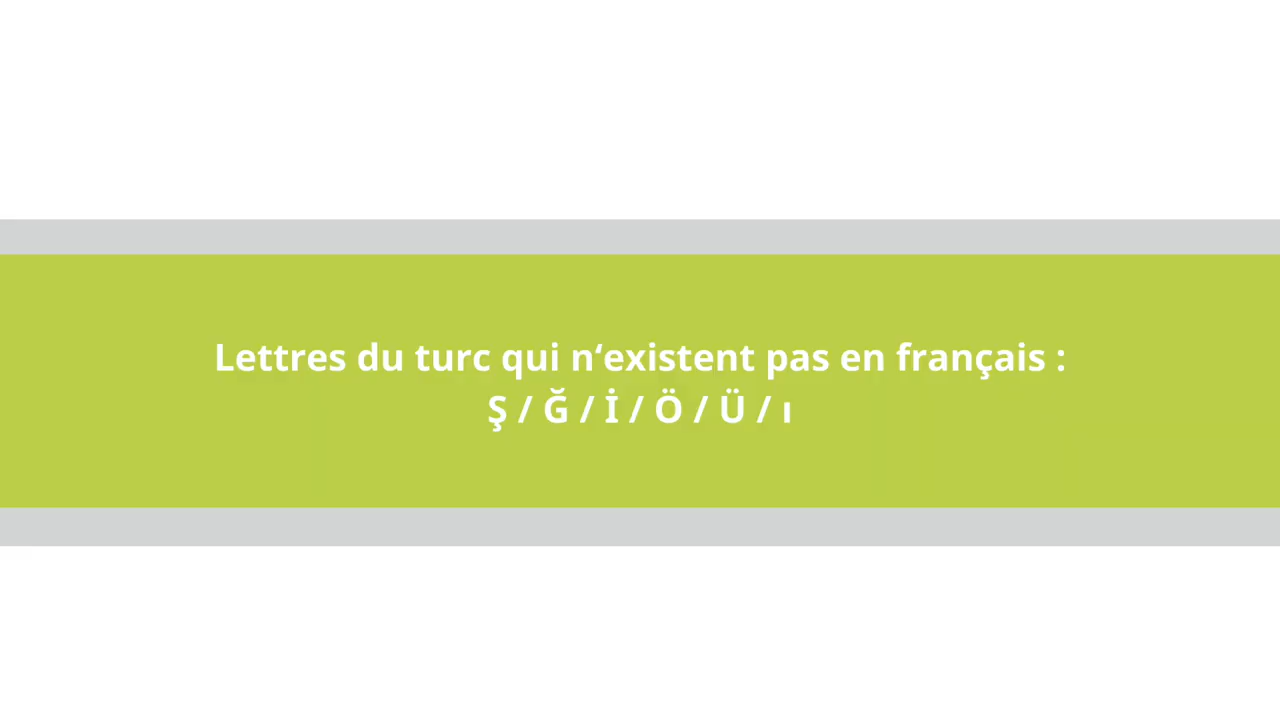 Lettres du turc qui n‘existent pas en français :
Ş / Ğ / İ / Ö / Ü / ı